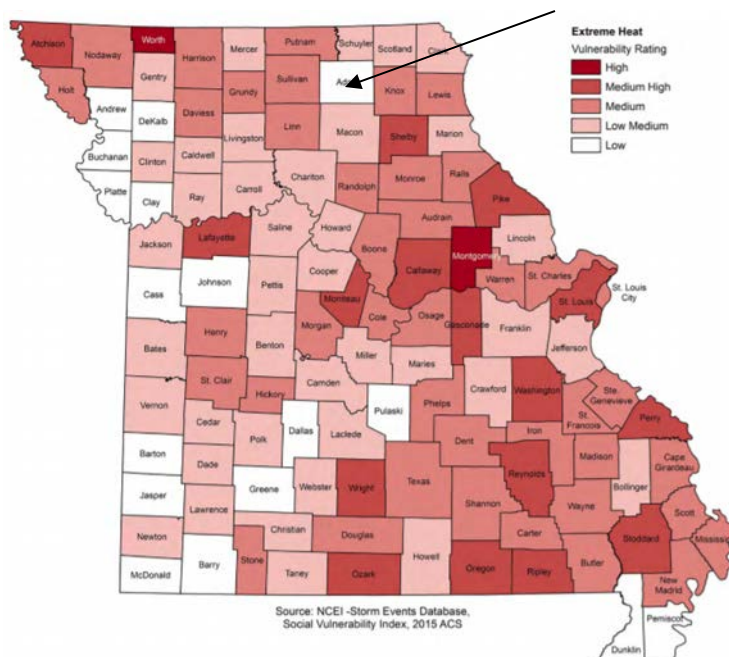 Extreme Heat
Vulnerability Rating
High
Medium High
Medium
Low Medium
Low
Atchison
Nodaway
Worth
Harrison
Mercer
Putnam
Schuyler
Scotland
Holt
Gentry
Grundy
Sullivan
Knox
Lewis
Andrew
DeKalb
Daviess
Linn
Macon
Shelby
Marion
Buchanan
Clinton
Caldwell
Livingston
Chariton
Randolph
Monroe
Ralls
Platte
Clay
Ray
Carroll
Pike
Audrain
Jackson
Lafayette
Saline
Howard
Boone
Callaway
Montgomery
Lincoln
Warren
St. Charles
St. Louis
City
St. Louis
Cass
Johnson
Pettis
Cooper
Moniteau
Cole
Osage
Gasconade
Franklin
Jefferson
Bates
Henry
Benton
Morgan
Miller
Maries
Vernon
St. Clair
Hickory
Camden
Pulaski
Phelps
Crawford
Washington
Ste.
Genevieve
St.
Francois
Perry
Cedar
Polk
Dallas
Laclede
Dent
Iron
Madison
Cape
Girardeau
Barton
Dade
Greene
Webster
Wright
Texas
Shannon
Reynolds
Wayne
Bollinger
Scott
Jasper
Lawrence
Christian
Douglas
Howell
Carter
Butler
Stoddard
Newton
McDonald
Barry
Stone
Taney
Ozark
Oregon
Ripley
New
Madrid
Pemiscot
Dunklin
Source: NCEI -Storm Events Database,
Social Vulnerability Index, 2015 ACS